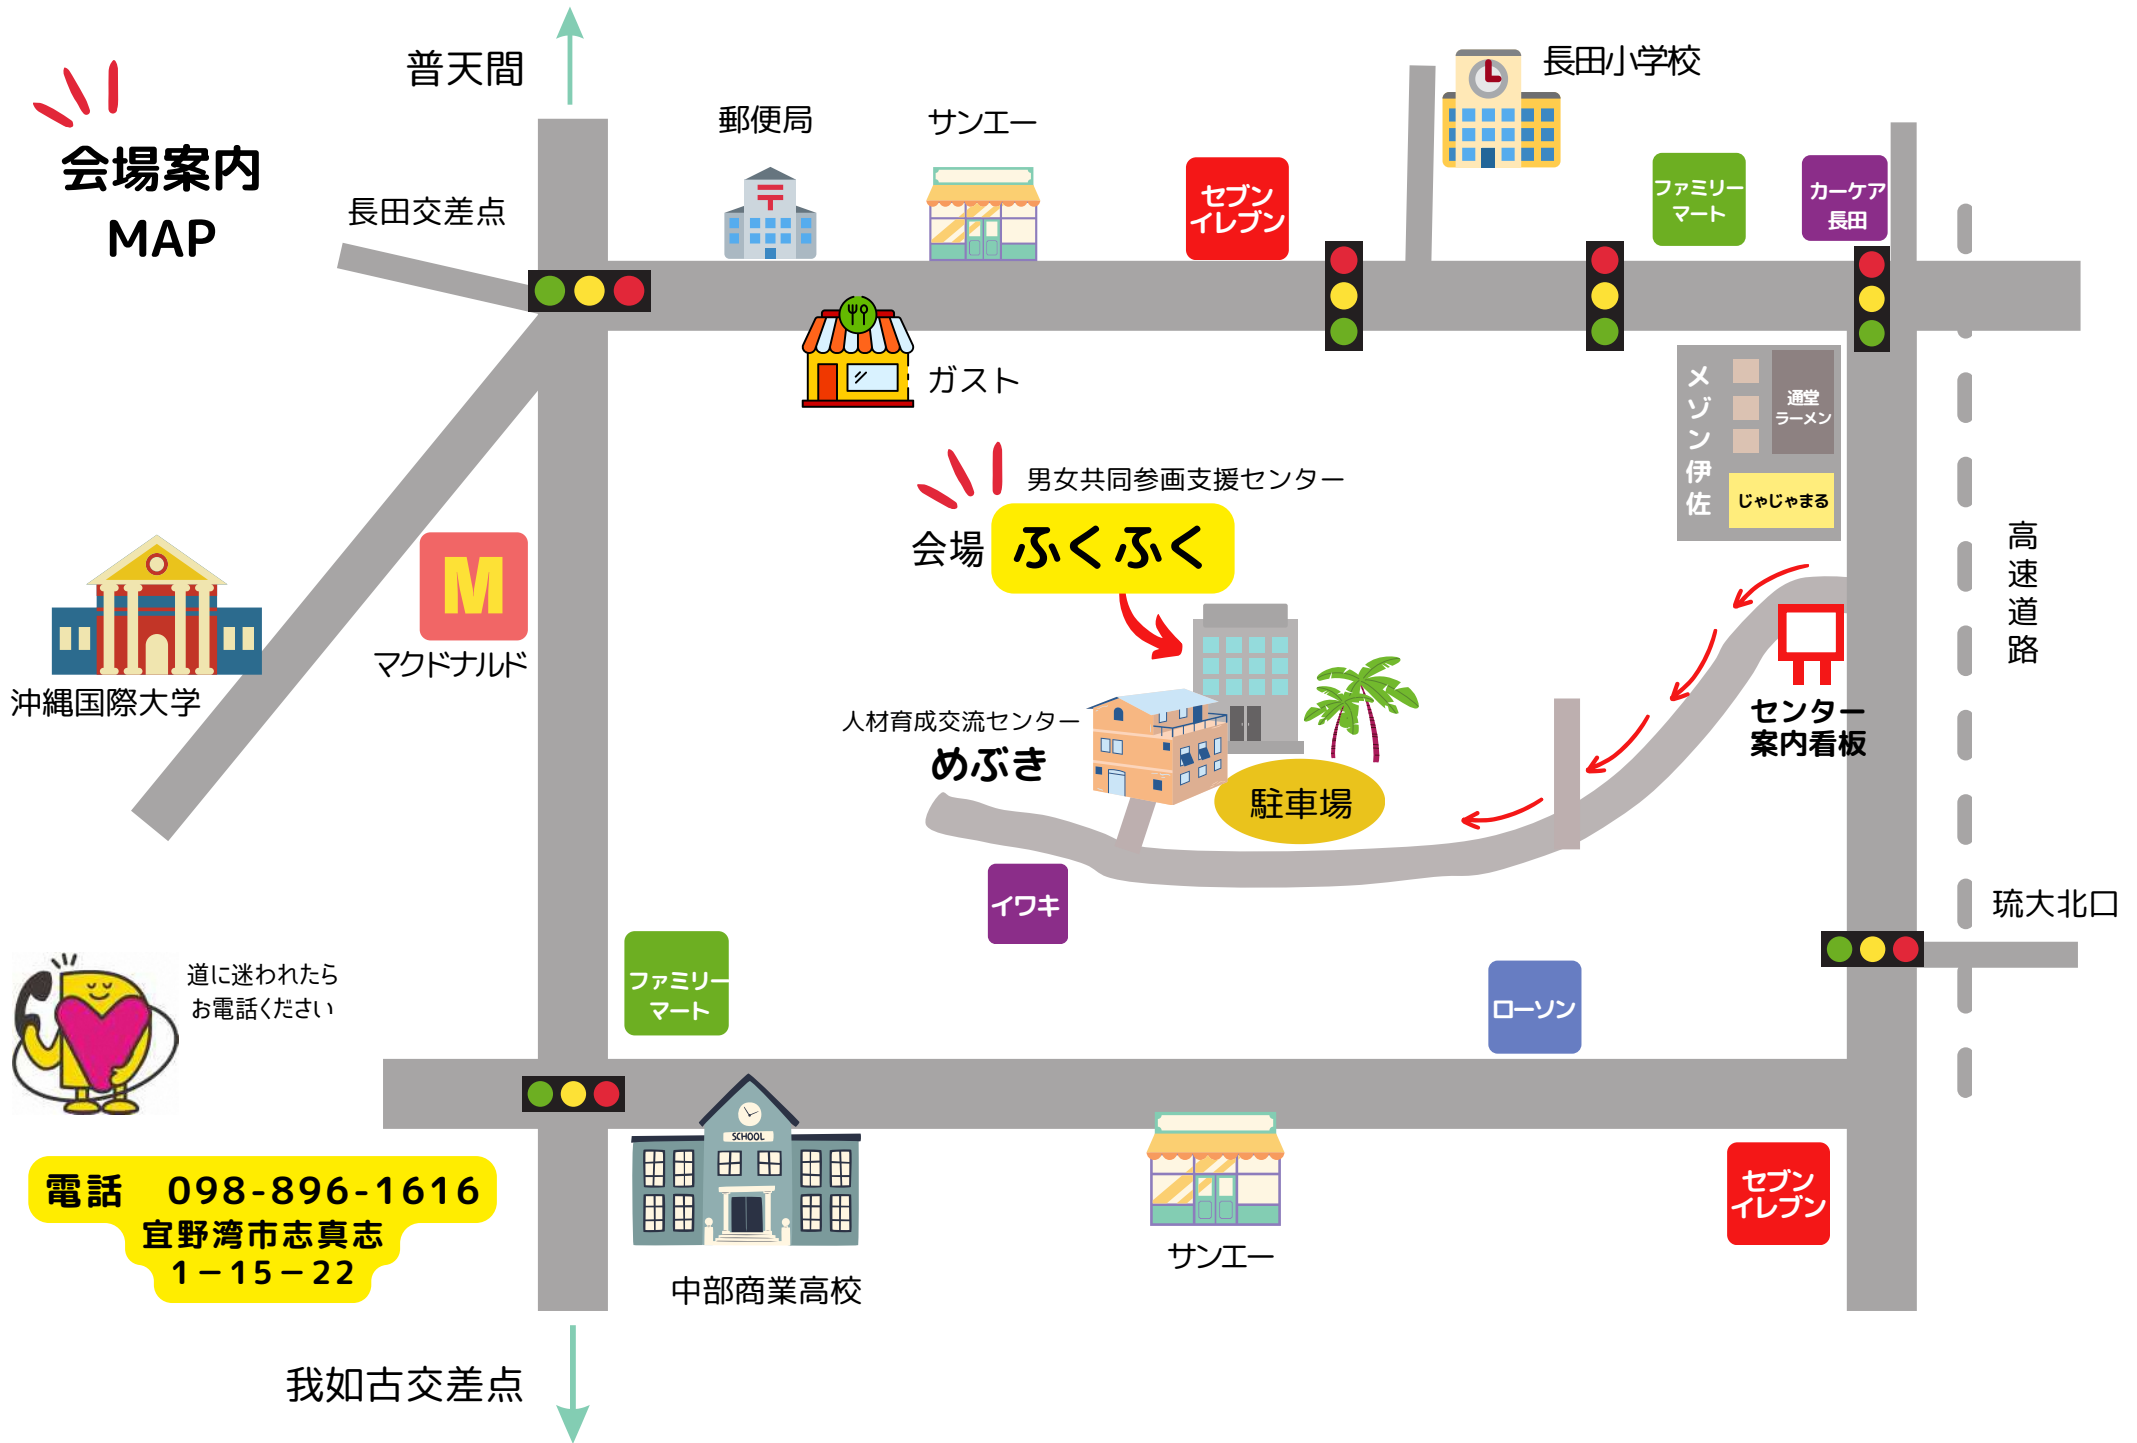 会場案内
MAP
普天間
長田交差点
郵便局
サンエー
セブン
イレブン
長田小学校
ファミリー
マート
カーケア
長田
ガスト
メゾン伊佐
通堂
ラーメン
じゃじゃまる
高速道路
男女共同参画支援センター
会場 ふくふく
沖縄国際大学
M
マクドナルド
人材育成交流センター
めぶき
駐車場
センター
案内看板
イワキ
琉大北口
道に迷われたら
お電話ください
ファミリー
マート
ローソン
SCHOOL
中部商業高校
サンエー
セブン
イレブン
電話 098-896-1616
宜野湾市志真志
1－15－22
我如古交差点